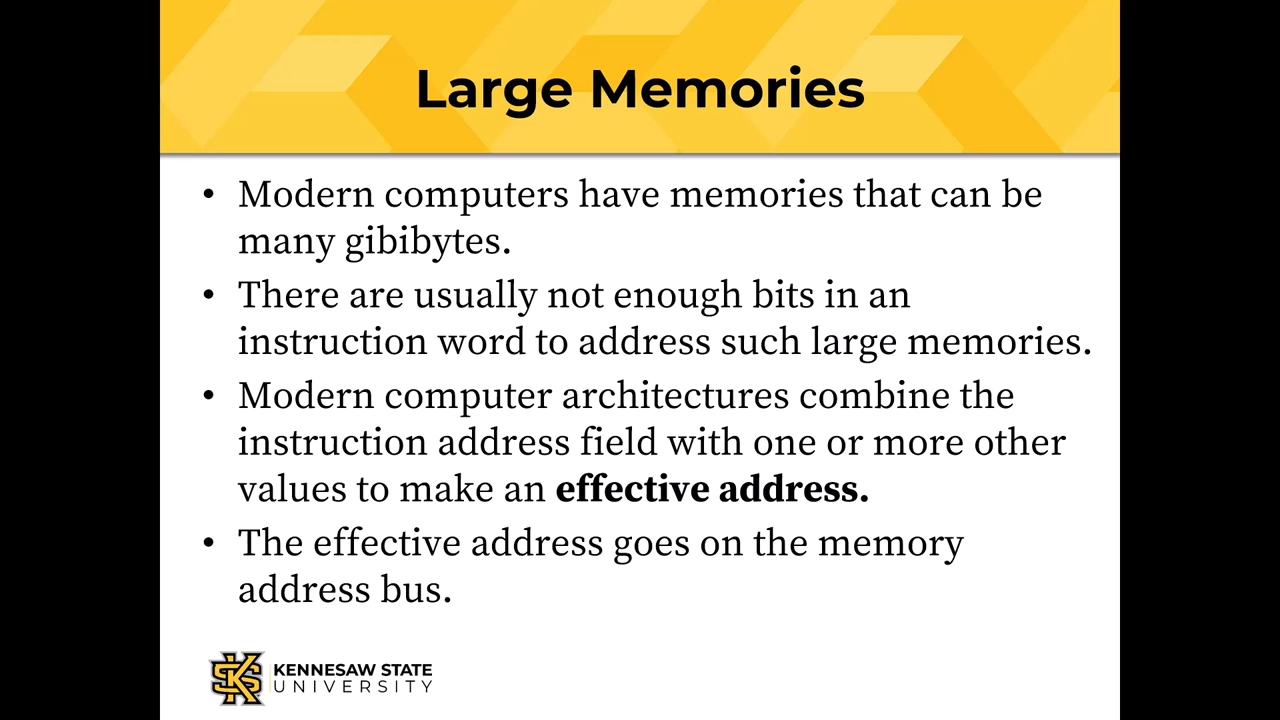 Large Memories
• Modern computers have memories that can be
many gibibytes.
• There are usually not enough bits in an
instruction word to address such large memories.
• Modern computer architectures combine the
instruction address field with one or more other
values to make an effective address.
• The effective address goes on the memory
address bus.
KS
KENNESAW STATE
UNIVERSITY